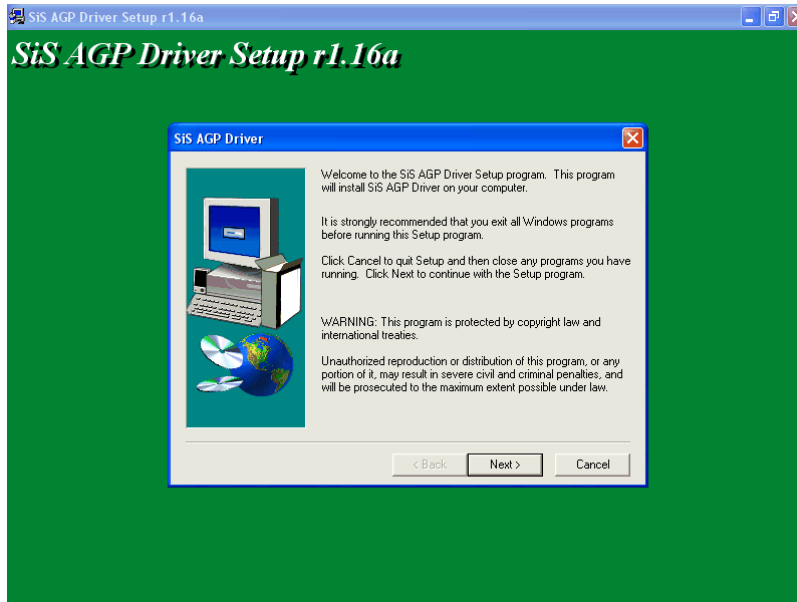 SiS AGP Driver Setup r1.16a
SiS AGP Driver Setup r1.16a
SiS AGP Driver
Welcome to the SiS AGP Driver Setup program. This program
will install SiS AGP Driver on your computer.
It is strongly recommended that you exit all Windows programs
before running this Setup program.
Click Cancel to quit Setup and then close any programs you have
running. Click Next to continue with the Setup program.
WARNING: This program is protected by copyright law and
international treaties.
Unauthorized reproduction or distribution of this program, or any
portion of it, may result in severe civil and criminal penalties, and
will be prosecuted to the maximum extent possible under law.
< Back
Next >
Cancel